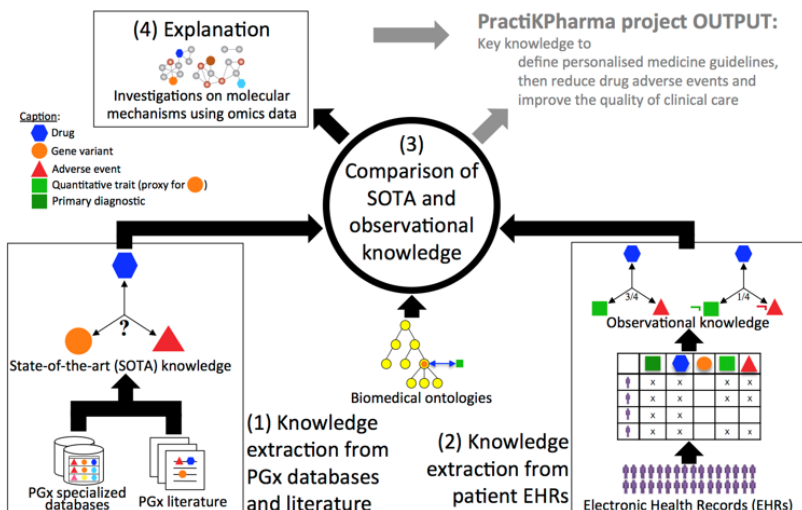 (4) Explanation
Investigations on molecular
mechanisms using omics data
PractiKPharma project OUTPUT:
Key knowledge to
define personalised medicine guidelines,
then reduce drug adverse events and
improve the quality of clinical care
Caption:
Drug
Gene variant
Adverse event
Quantitative trait (proxy for )
Primary diagnostic
(3)
Comparison of
SOTA and
observational
knowledge
?
State-of-the-art (SOTA) knowledge
PGx specialized
databases
PGx literature
(1) Knowledge
extraction from
PGx databases
and literature
Biomedical ontologies
(2) Knowledge
extraction from
patient EHRs
3/4
¬ 1/4 ¬
Observational knowledge
x x x x
x x x x
x x
x x x
Electronic Health Records (EHRs)